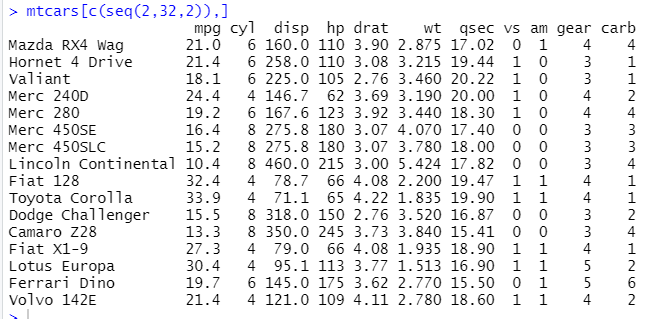 > mtcars[c(seq(2,32,2)),]
                     mpg cyl  disp  hp drat    wt  qsec vs am gear carb
Mazda RX4 Wag       21.0   6 160.0 110 3.90 2.875 17.02  0  1    4    4
Hornet 4 Drive      21.4   6 258.0 110 3.08 3.215 19.44  1  0    3    1
Valiant             18.1   6 225.0 105 2.76 3.460 20.22  1  0    3    1
Merc 240D           24.4   4 146.7  62 3.69 3.190 20.00  1  0    4    2
Merc 280            19.2   6 167.6 123 3.92 3.440 18.30  1  0    4    4
Merc 450SE          16.4   8 275.8 180 3.07 4.070 17.40  0  0    3    3
Merc 450SLC         15.2   8 275.8 180 3.07 3.780 18.00  0  0    3    3
Lincoln Continental 10.4   8 460.0 215 3.00 5.424 17.82  0  0    3    4
Fiat 128            32.4   4  78.7  66 4.08 2.200 19.47  1  1    4    1
Toyota Corolla      33.9   4  71.1  65 4.22 1.835 19.90  1  1    4    1
Dodge Challenger    15.5   8 318.0 150 2.76 3.520 16.87  0  0    3    2
Camaro Z28          13.3   8 350.0 245 3.73 3.840 15.41  0  0    3    4
Fiat X1-9           27.3   4  79.0  66 4.08 1.935 18.90  1  1    4    1
Lotus Europa        30.4   4  95.1 113 3.77 1.513 16.90  1  1    5    2
Ferrari Dino        19.7   6 145.0 175 3.62 2.770 15.50  0  1    5    6
Volvo 142E          21.4   4 121.0 109 4.11 2.780 18.60  1  1    4    2
>